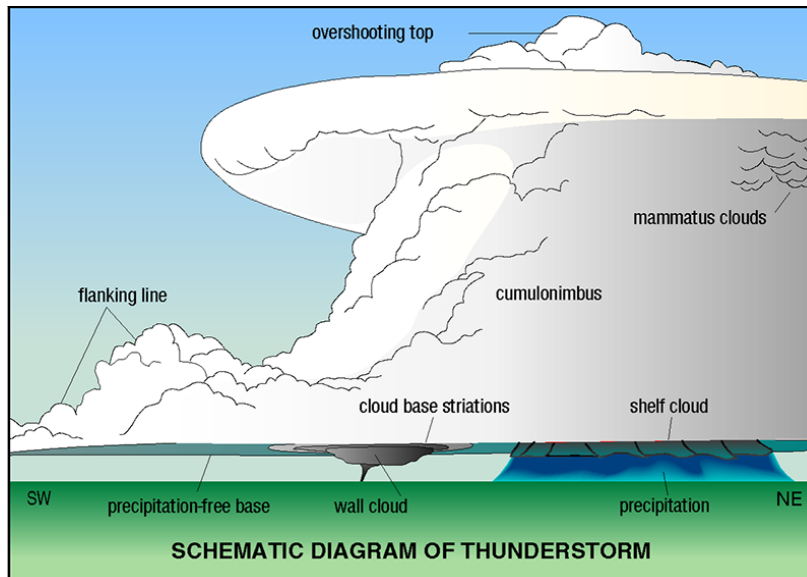 overshooting top
mammatus clouds
flanking line
cumulonimbus
cloud base striations
shelf cloud
SW
precipitation-free base
wall cloud
precipitation
NE
SCHEMATIC DIAGRAM OF THUNDERSTORM